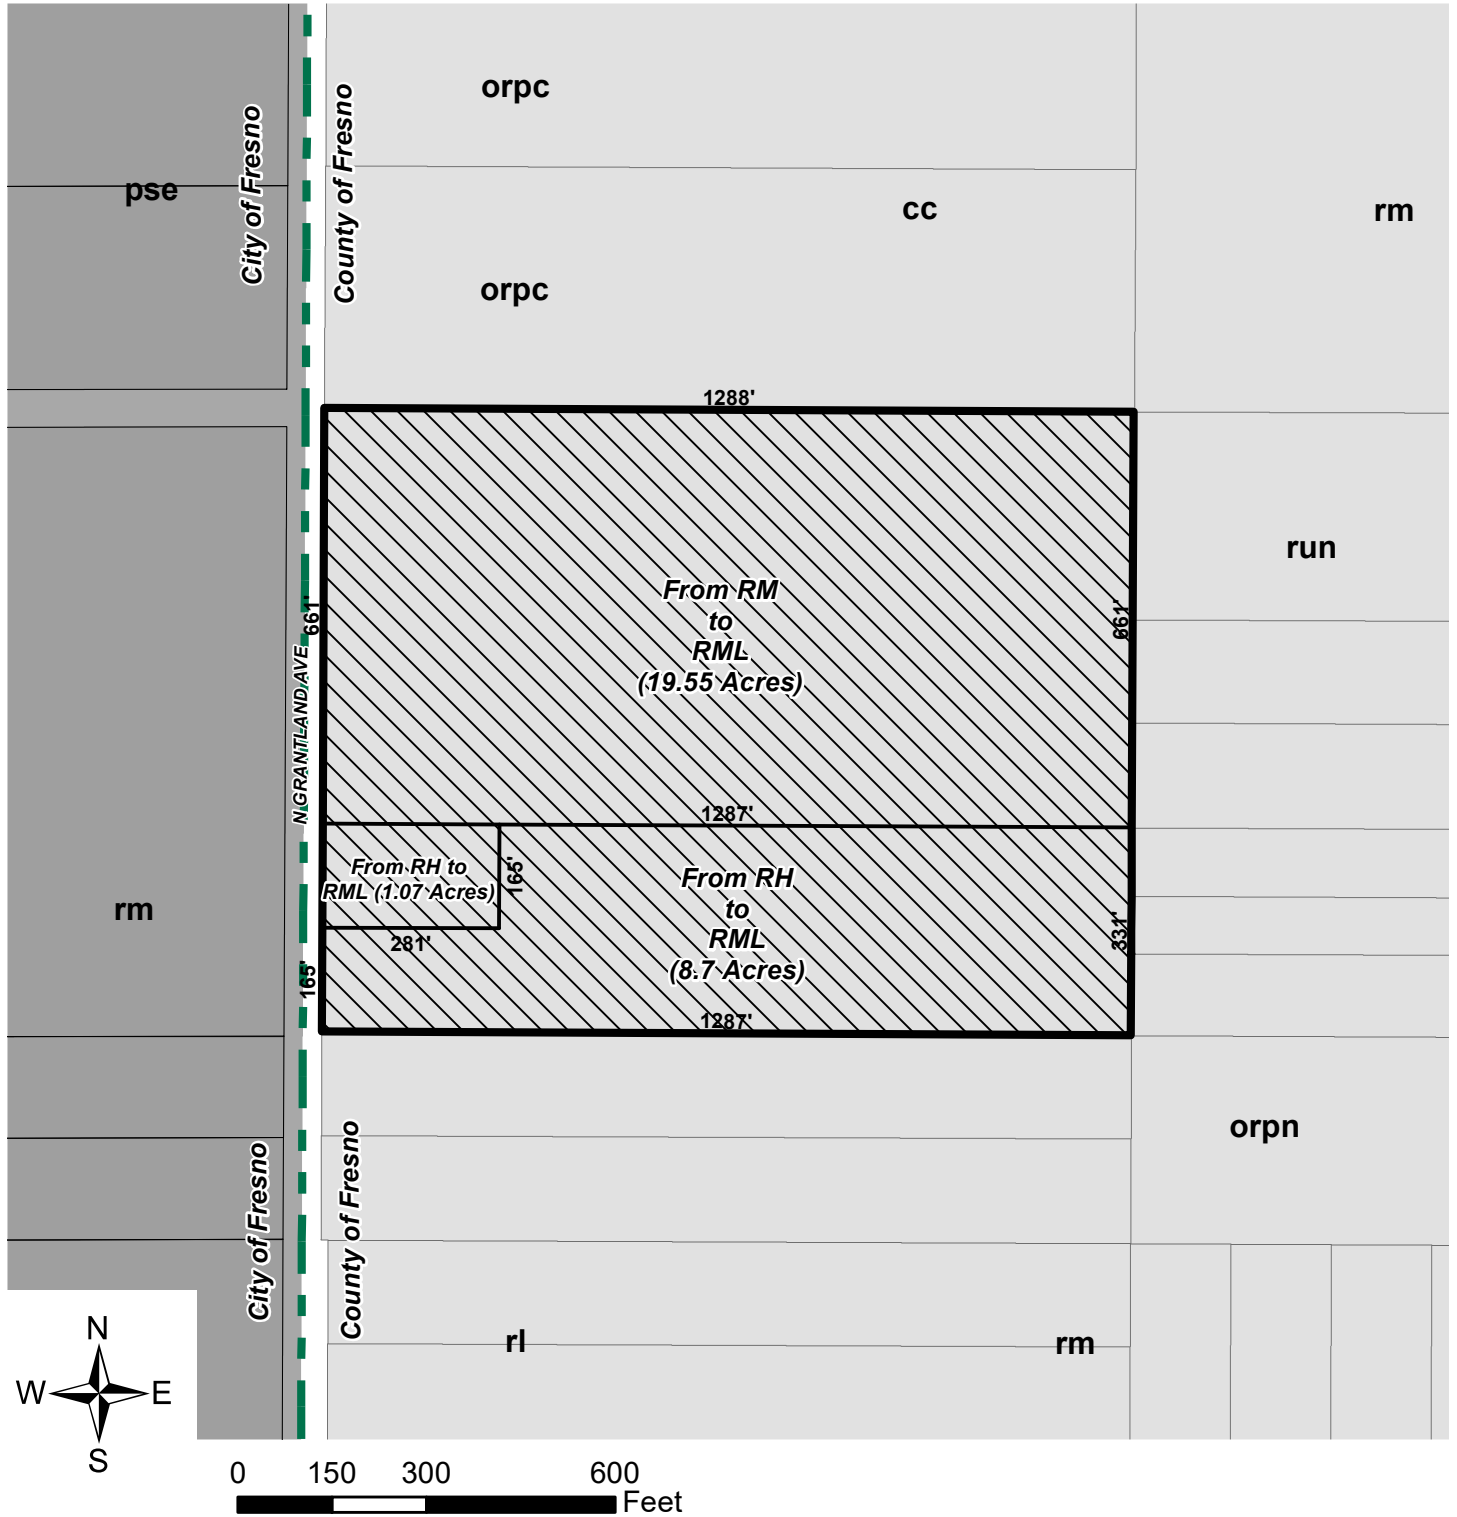 orpc
City of Fresno
County of Fresno
pse
cc
rm
orpc
1288'
run
From RM
to
RML
(19.55 Acres)
661'
661'
N GRANTLAND AVE
1287'
From RH to
RML (1.07 Acres)
165'
From RH
to
RML
(8.7 Acres)
rm
281'
331'
165'
1287'
orpn
City of Fresno
County of Fresno
rl
rm
N
W
E
S
0 150 300 600
Feet